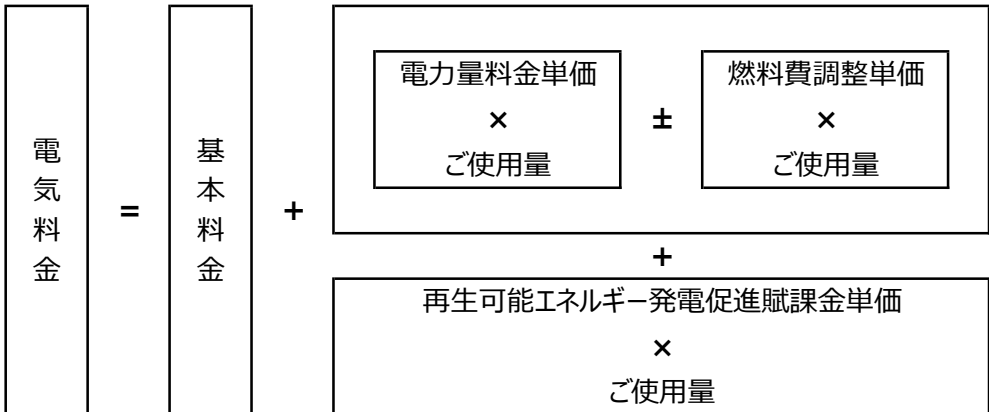 電気料金
=
基本料金
+
電力量料金単価
×
ご使用量
±
燃料費調整単価
×
ご使用量
+
再生可能エネルギー発電促進賦課金単価
×
ご使用量